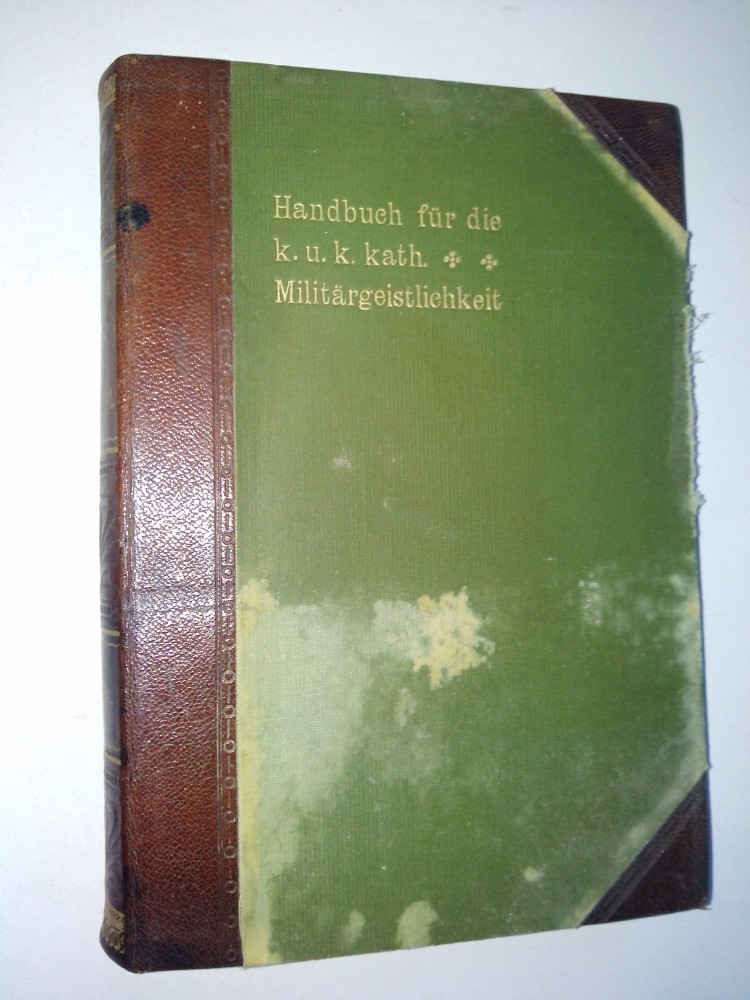 Handbuch für die
k. u. k. kath.
Militärgeistlichkeit